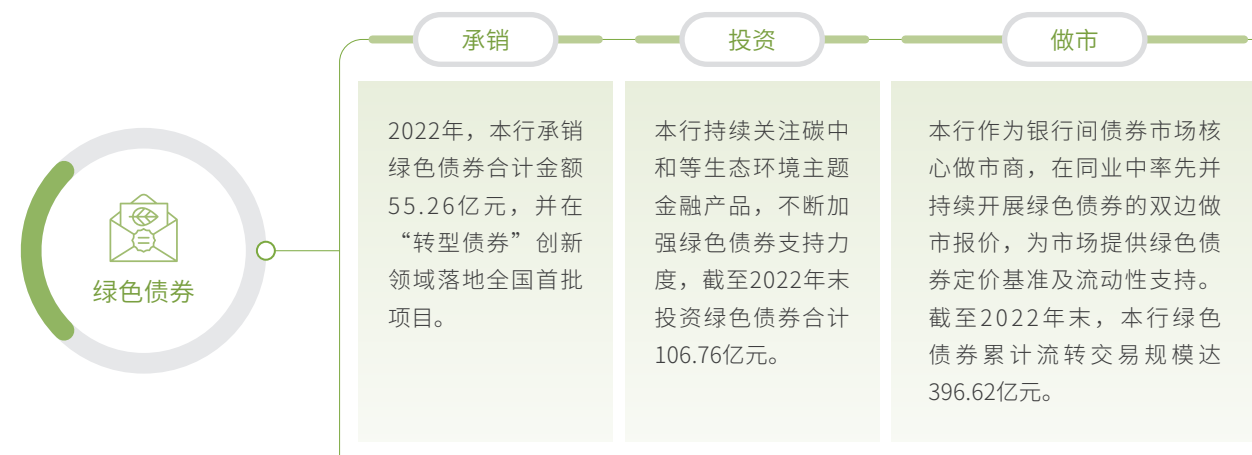 绿色债券
承销
2022年，本行承销
绿色债券合计金额
55.26亿元，并在
“转型债券”创新
领域落地全国首批
项目。
投资
本行持续关注碳中
和等生态环境主题
金融产品，不断加
强绿色债券支持力
度，截至2022年末
投资绿色债券合计
106.76亿元。
做市
本行作为银行间债券市场核
心做市商，在同业中率先并
持续开展绿色债券的双边做
市报价，为市场提供绿色债
券定价基准及流动性支持。
截至2022年末，本行绿色
债券累计流转交易规模达
396.62亿元。